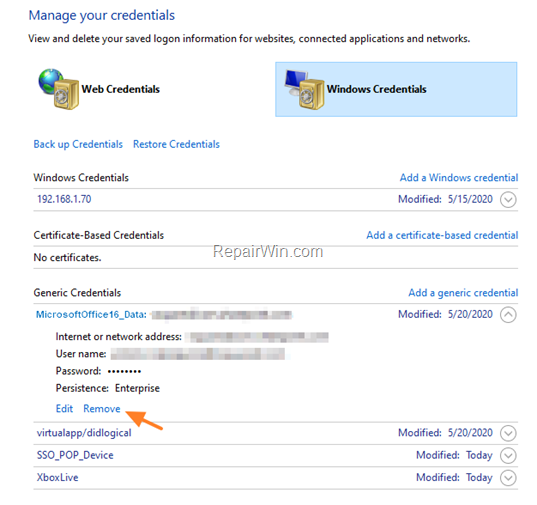 Manage your credentials
View and delete your saved logon information for websites, connected applications and networks.
Web Credentials
Windows Credentials
Back up Credentials Restore Credentials
Windows Credentials Add a Windows credential
192.168.1.70 Modified: 5/15/2020
Certificate-Based Credentials Add a certificate-based credential
No certificates.
RepairWin.com
Generic Credentials Add a generic credential
MicrosoftOffice16_Data: Modified: 5/20/2020
Internet or network address:
User name:
Password: ••••••••
Persistence: Enterprise
Edit Remove
virtualapp/didlogical Modified: 5/20/2020
SSO_POP_Device Modified: Today
XboxLive Modified: Today